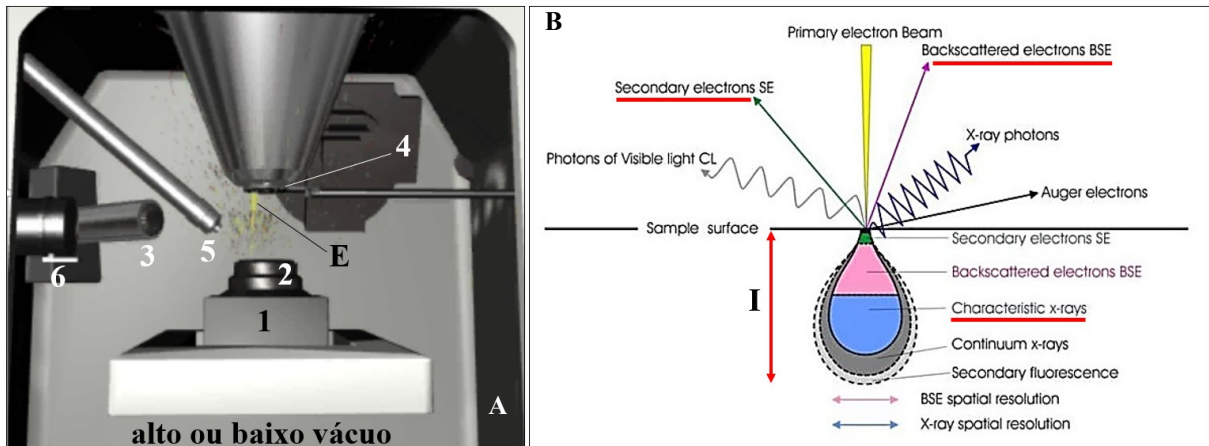 4
3
5
E
6
2
1
A
alto ou baixo vácuo
B
Primary electron Beam
Backscattered electrons BSE
Secondary electrons SE
X-ray photons
Photons of Visible light CL
Auger electrons
Sample surface
Secondary electrons SE
Backscattered electrons BSE
I
Characteristic x-rays
Continuum x-rays
Secondary fluorescence
BSE spatial resolution
X-ray spatial resolution